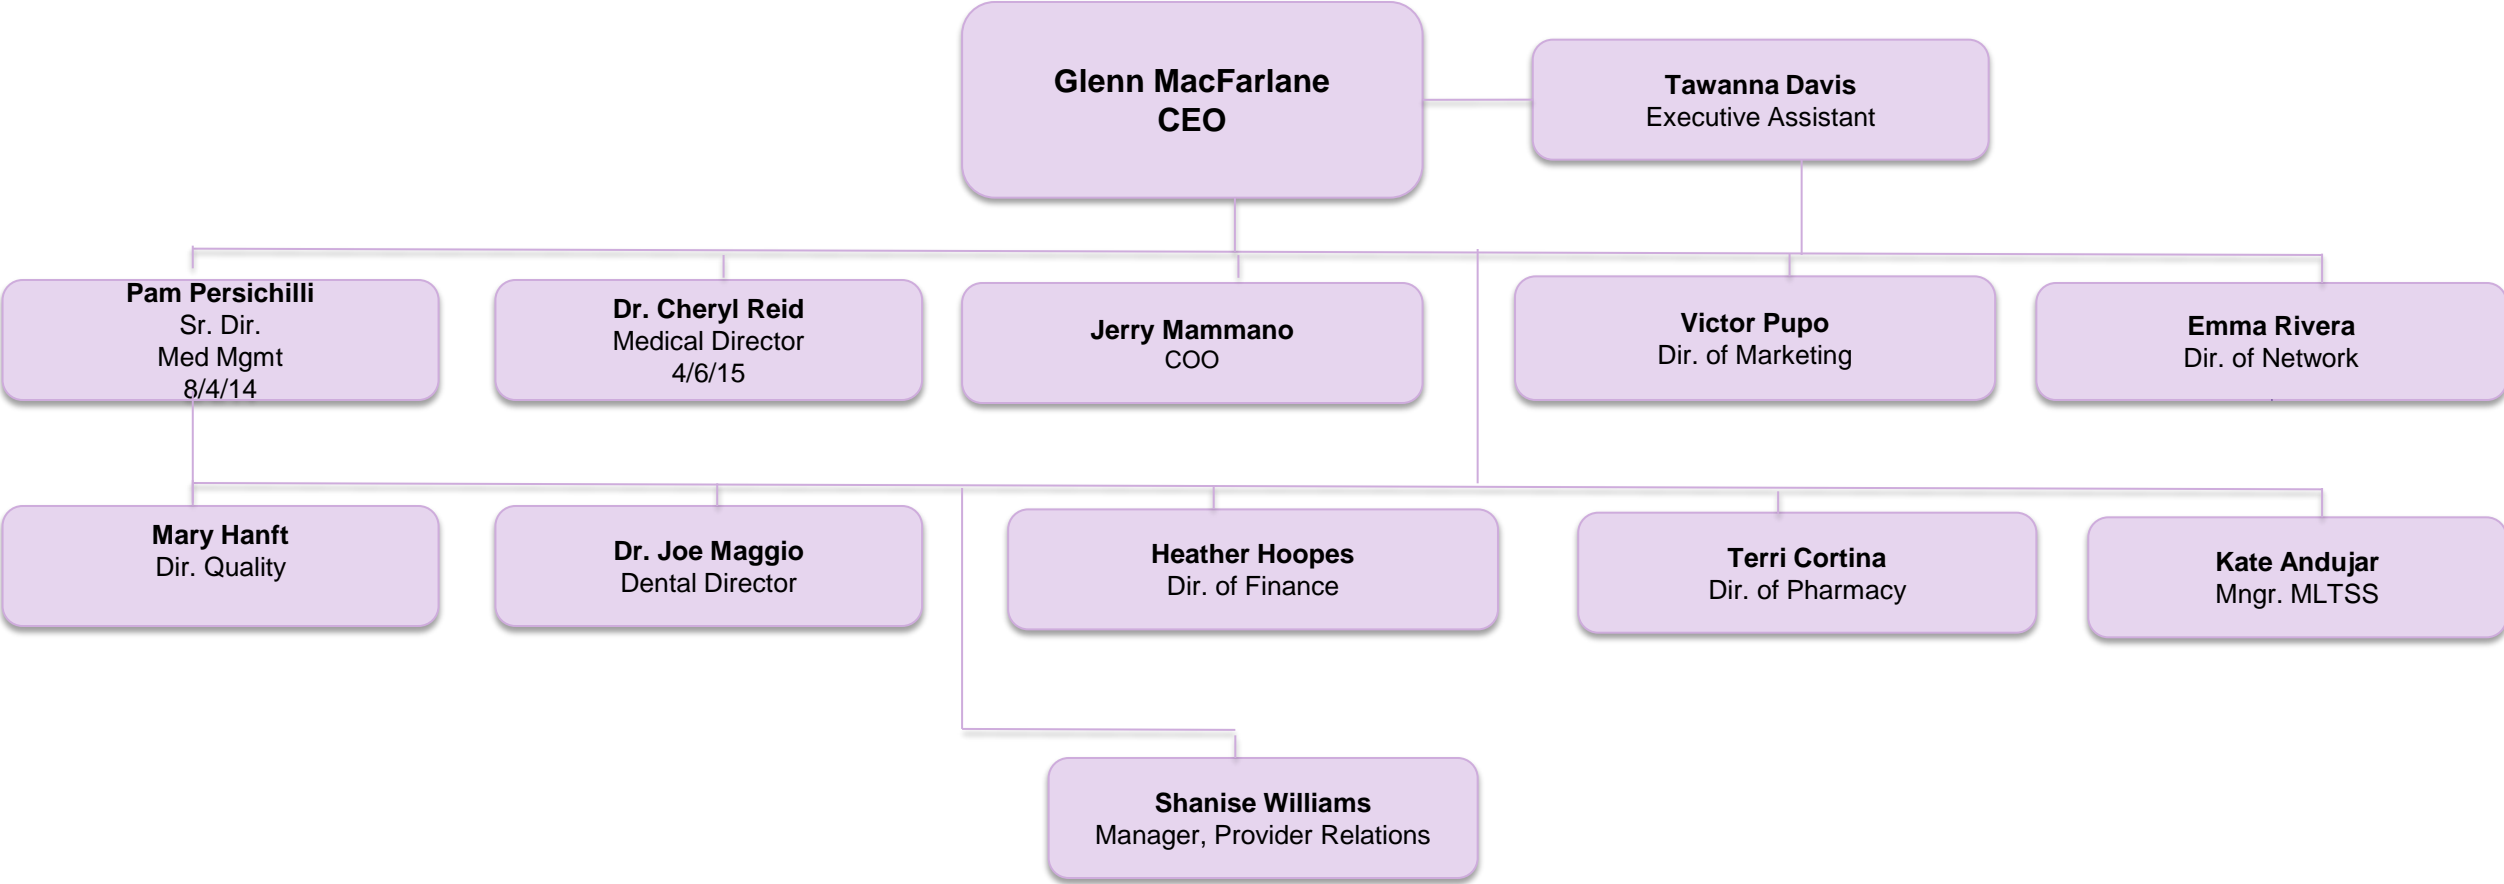 Glenn MacFarlane
CEO
Tawanna Davis
Executive Assistant
Pam Persichilli
Sr. Dir.
Med Mgmt
8/4/14
Dr. Cheryl Reid
Medical Director
4/6/15
Jerry Mammano
COO
Victor Pupo
Dir. of Marketing
Emma Rivera
Dir. of Network
Mary Hanft
Dir. Quality
Dr. Joe Maggio
Dental Director
Heather Hoopes
Dir. of Finance
Terri Cortina
Dir. of Pharmacy
Kate Andujar
Mngr. MLTSS
Shanise Williams
Manager, Provider Relations